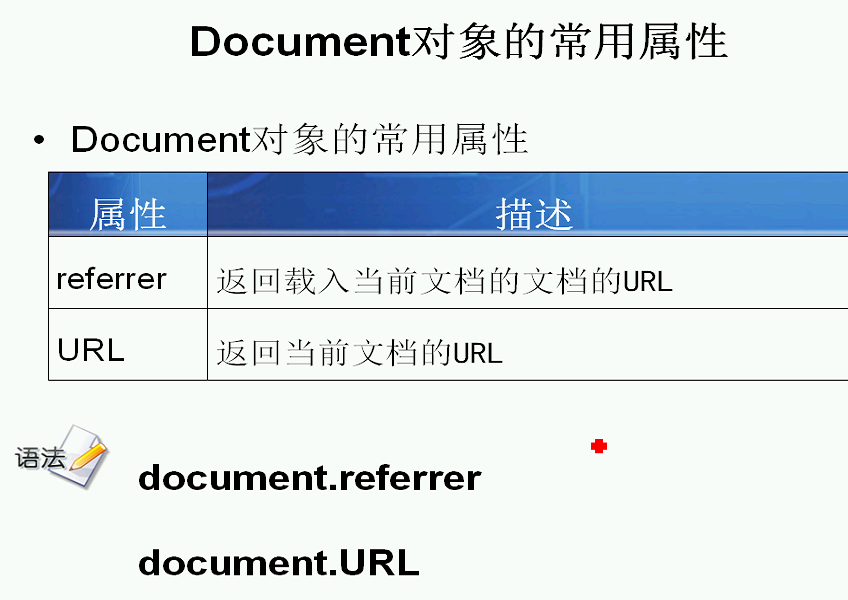 Document对象的常用属性
• Document对象的常用属性
属性 描述
referrer 返回载入当前文档的文档的URL
URL 返回当前文档的URL
语法
document.referrer
document.URL